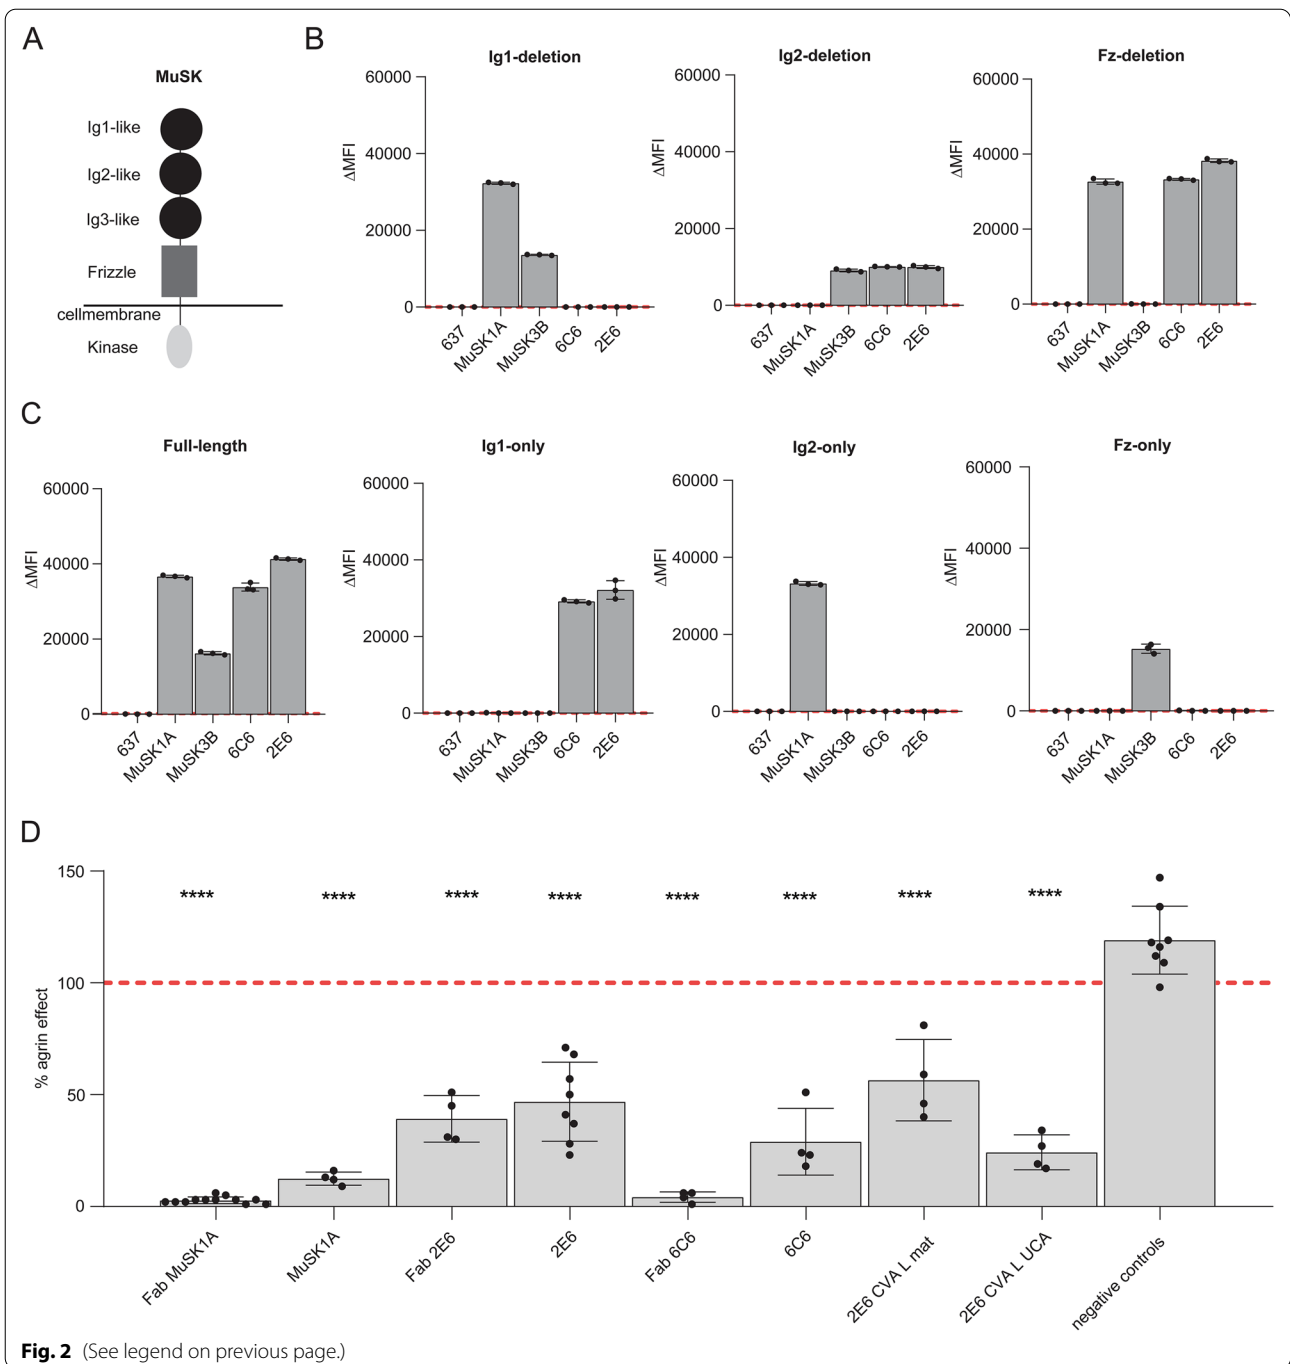 A
MuSK
Ig1-like
Ig2-like
Ig3-like
Frizzle
cellmembrane
Kinase
B
Ig1-deletion
60000
40000
20000
0
ΔMFI
637
MuSK1A
MuSK3B
6C6
2E6
Ig2-deletion
60000
40000
20000
0
ΔMFI
637
MuSK1A
MuSK3B
6C6
2E6
Fz-deletion
60000
40000
20000
0
ΔMFI
637
MuSK1A
MuSK3B
6C6
2E6
C
Full-length
60000
40000
20000
0
ΔMFI
637
MuSK1A
MuSK3B
6C6
2E6
Ig1-only
60000
40000
20000
0
ΔMFI
637
MuSK1A
MuSK3B
6C6
2E6
Ig2-only
60000
40000
20000
0
ΔMFI
637
MuSK1A
MuSK3B
6C6
2E6
Fz-only
60000
40000
20000
0
ΔMFI
637
MuSK1A
MuSK3B
6C6
2E6
D
150
100
50
0
% agrin effect
**** **** **** **** **** **** **** ****
Fab MuSK1A
MuSK1A
Fab 2E6
2E6
Fab 6C6
6C6
2E6 CVA L mat
2E6 CVA L UCA
negative controls
Fig. 2 (See legend on previous page.)